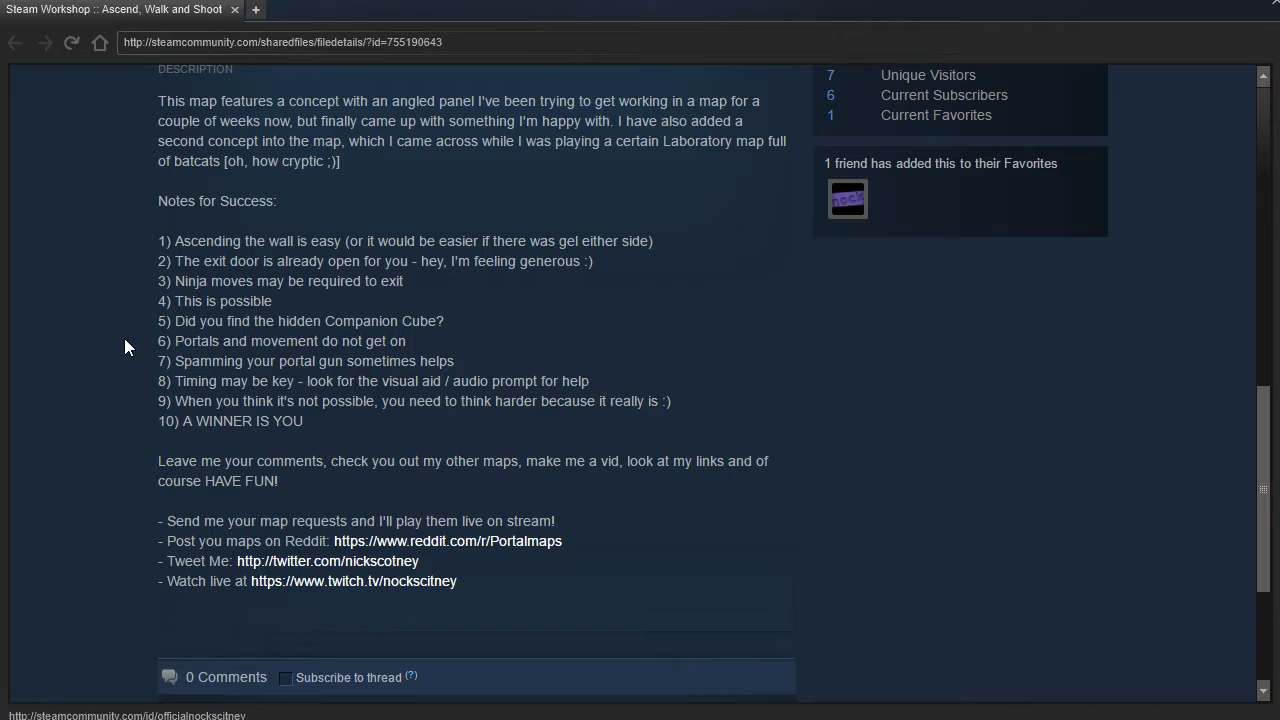 Steam Workshop :: Ascend, Walk and Shoot
http://steamcommunity.com/sharedfiles/filedetails/?id=755190643
DESCRIPTION
This map features a concept with an angled panel I've been trying to get working in a map for a
couple of weeks now, but finally came up with something I'm happy with. I have also added a
second concept into the map, which I came across while I was playing a certain Laboratory map full
of batcats [oh, how cryptic ;)]
Notes for Success:
1) Ascending the wall is easy (or it would be easier if there was gel either side)
2) The exit door is already open for you - hey, I'm feeling generous :)
3) Ninja moves may be required to exit
4) This is possible
5) Did you find the hidden Companion Cube?
6) Portals and movement do not get on
7) Spamming your portal gun sometimes helps
8) Timing may be key - look for the visual aid / audio prompt for help
9) When you think it's not possible, you need to think harder because it really is :)
10) A WINNER IS YOU
Leave me your comments, check you out my other maps, make me a vid, look at my links and of
course HAVE FUN!
- Send me your map requests and I'll play them live on stream!
- Post you maps on Reddit: https://www.reddit.com/r/Portalmaps
- Tweet Me: http://twitter.com/nickscotney
- Watch live at https://www.twitch.tv/nockscitney
0 Comments Subscribe to thread (?)
7 Unique Visitors
6 Current Subscribers
1 Current Favorites
1 friend has added this to their Favorites
nock
http://steamcommunity.com/id/officialnockscitney